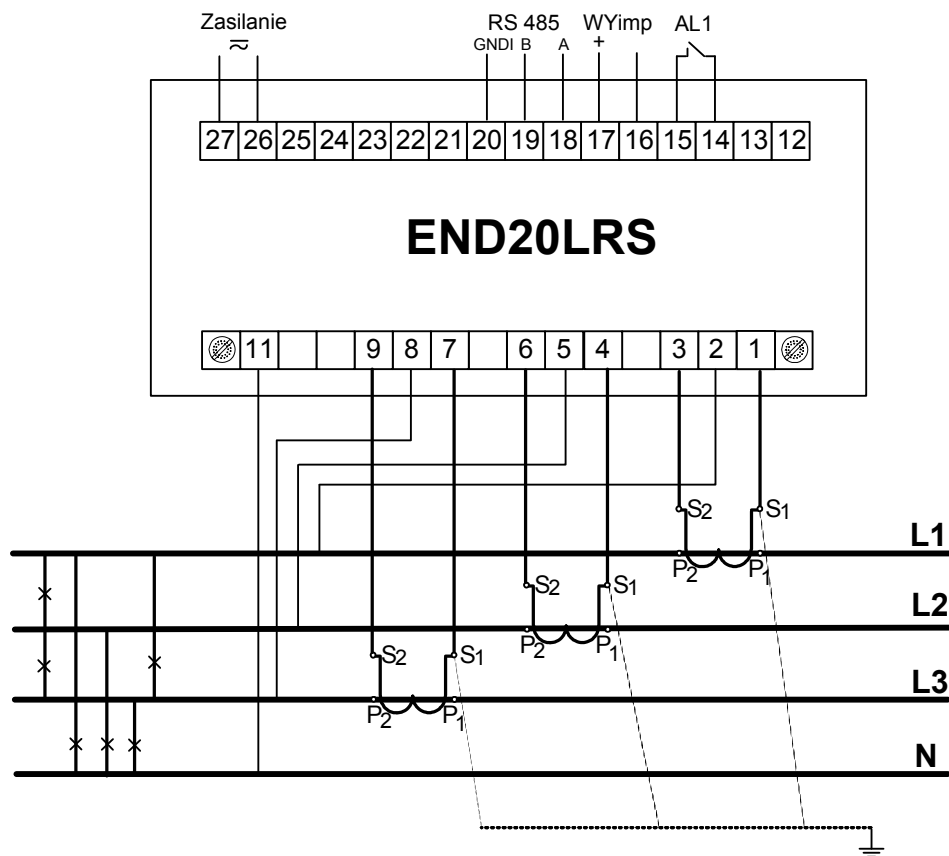 Zasilanie RS 485 WYimp AL1
GNDI B A +
27 26 25 24 23 22 21 20 19 18 17 16 15 14 13 12
END20LRS
11 9 8 7 6 5 4 3 2 1
S2 S1
L1
P2 P1
S2 S1
L2
P2 P1
S2 S1
L3
P2 P1
N